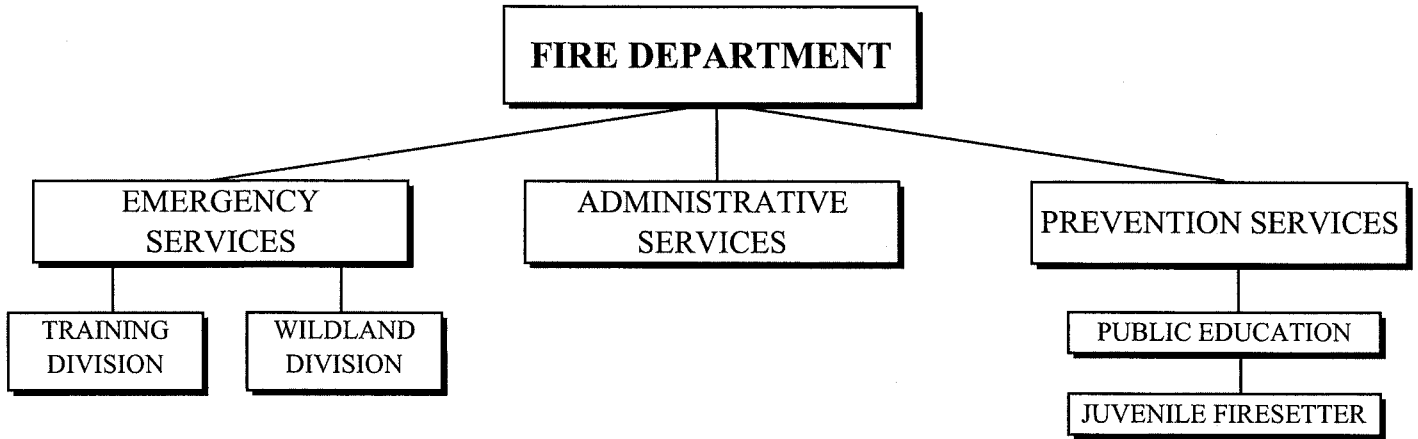 FIRE DEPARTMENT
EMERGENCY
SERVICES
ADMINISTRATIVE
SERVICES
PREVENTION SERVICES
TRAINING
DIVISION
WILDLAND
DIVISION
PUBLIC EDUCATION
JUVENILE FIRESETTER